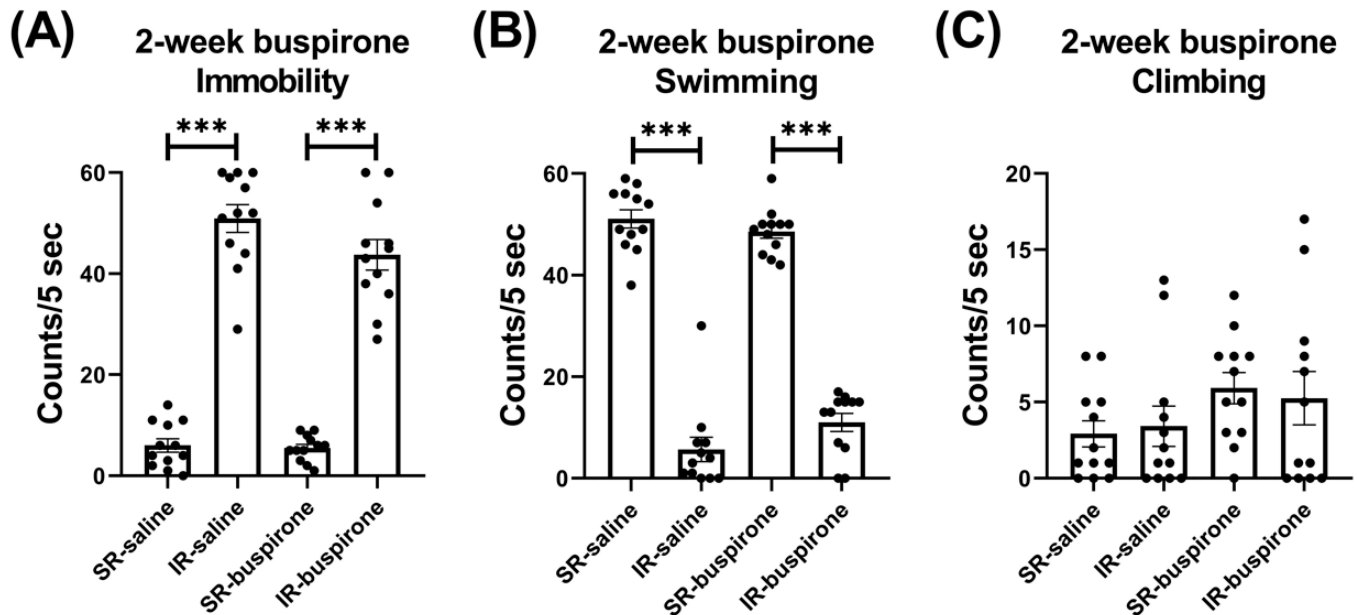 (A)
2-week buspirone
Immobility
*** ***
Counts/5 sec
60
40
20
0
SR-saline
IR-saline
SR-buspirone
IR-buspirone
(B)
2-week buspirone
Swimming
*** ***
Counts/5 sec
60
40
20
0
SR-saline
IR-saline
SR-buspirone
IR-buspirone
(C)
2-week buspirone
Climbing
Counts/5 sec
20
15
10
5
0
SR-saline
IR-saline
SR-buspirone
IR-buspirone